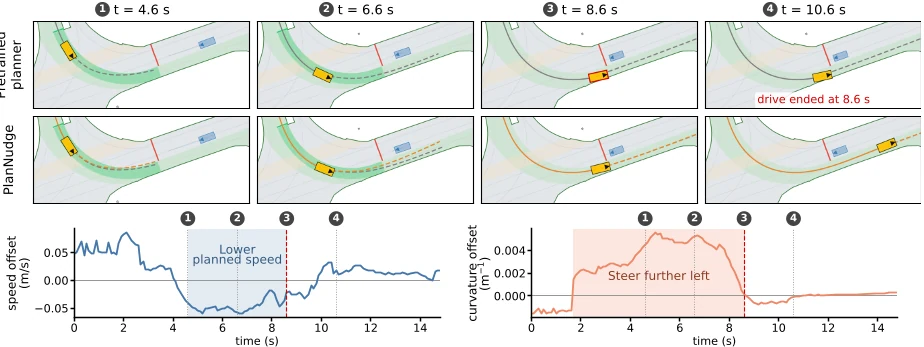 1 t = 4.6 s
2 t = 6.6 s
3 t = 8.6 s
4 t = 10.6 s
Pretrained
planner
drive ended at 8.6 s
PlanNudge
1 2 3 4
speed offset
(m/s)
0.05
0.00
−0.05
Lower
planned speed
0 2 4 6 8 10 12 14
time (s)
1 2 3 4
curvature offset
(m⁻¹)
0.004
0.002
0.000
Steer further left
0 2 4 6 8 10 12 14
time (s)